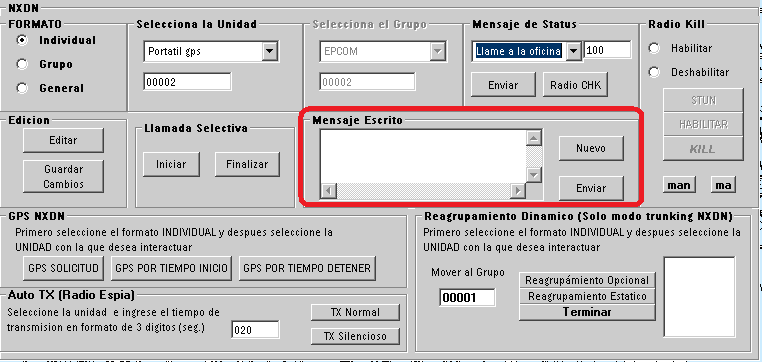 NXDN
FORMATO
Individual
Grupo
General
Selecciona la Unidad
Portatil gps
00002
Selecciona el Grupo
EPCOM
00002
Mensaje de Status
Llame a la oficina
100
Enviar
Radio CHK
Radio Kill
Habilitar
Deshabilitar
STUN
HABILITAR
KILL
man
ma
Edicion
Editar
Guardar
Cambios
Llamada Selectiva
Iniciar
Finalizar
Mensaje Escrito
Nuevo
Enviar
GPS NXDN
Primero seleccione el formato INDIVIDUAL y despues seleccione la
UNIDAD con la que desea interactuar
GPS SOLICITUD
GPS POR TIEMPO INICIO
GPS POR TIEMPO DETENER
Reagrupamiento Dinamico (Solo modo trunking NXDN)
Primero seleccione el formato INDIVIDUAL y despues seleccione la
UNIDAD con la que desea interactuar
Mover al Grupo
00001
Reagrupámiento Opcional
Reagrupamiento Estatico
Terminar
Auto TX (Radio Espia)
Seleccione la unidad e ingrese el tiempo de
transmision en formato de 3 digitos (seg.)
020
TX Normal
TX Silencioso